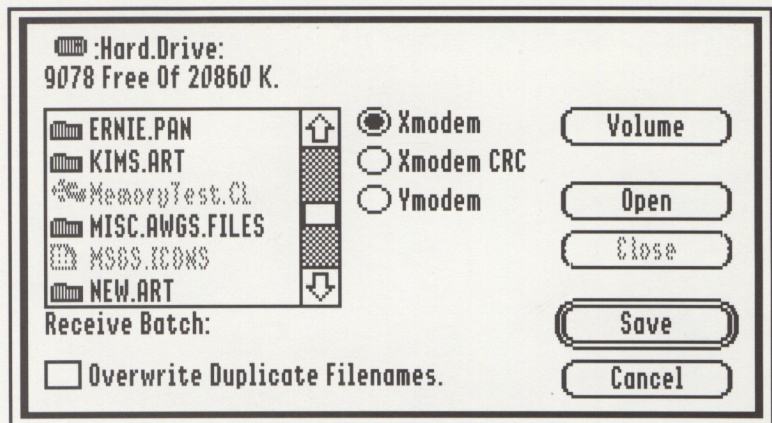 :Hard.Drive:
9078 Free Of 20860 K.
ERNIE.PAN
KIMS.ART
MemoryTest.CL
MISC.AWGS.FILES
MSDS.ICONS
NEW.ART
Receive Batch:
Overwrite Duplicate Filenames.
Xmodem
Xmodem CRC
Ymodem
Volume
Open
Close
Save
Cancel